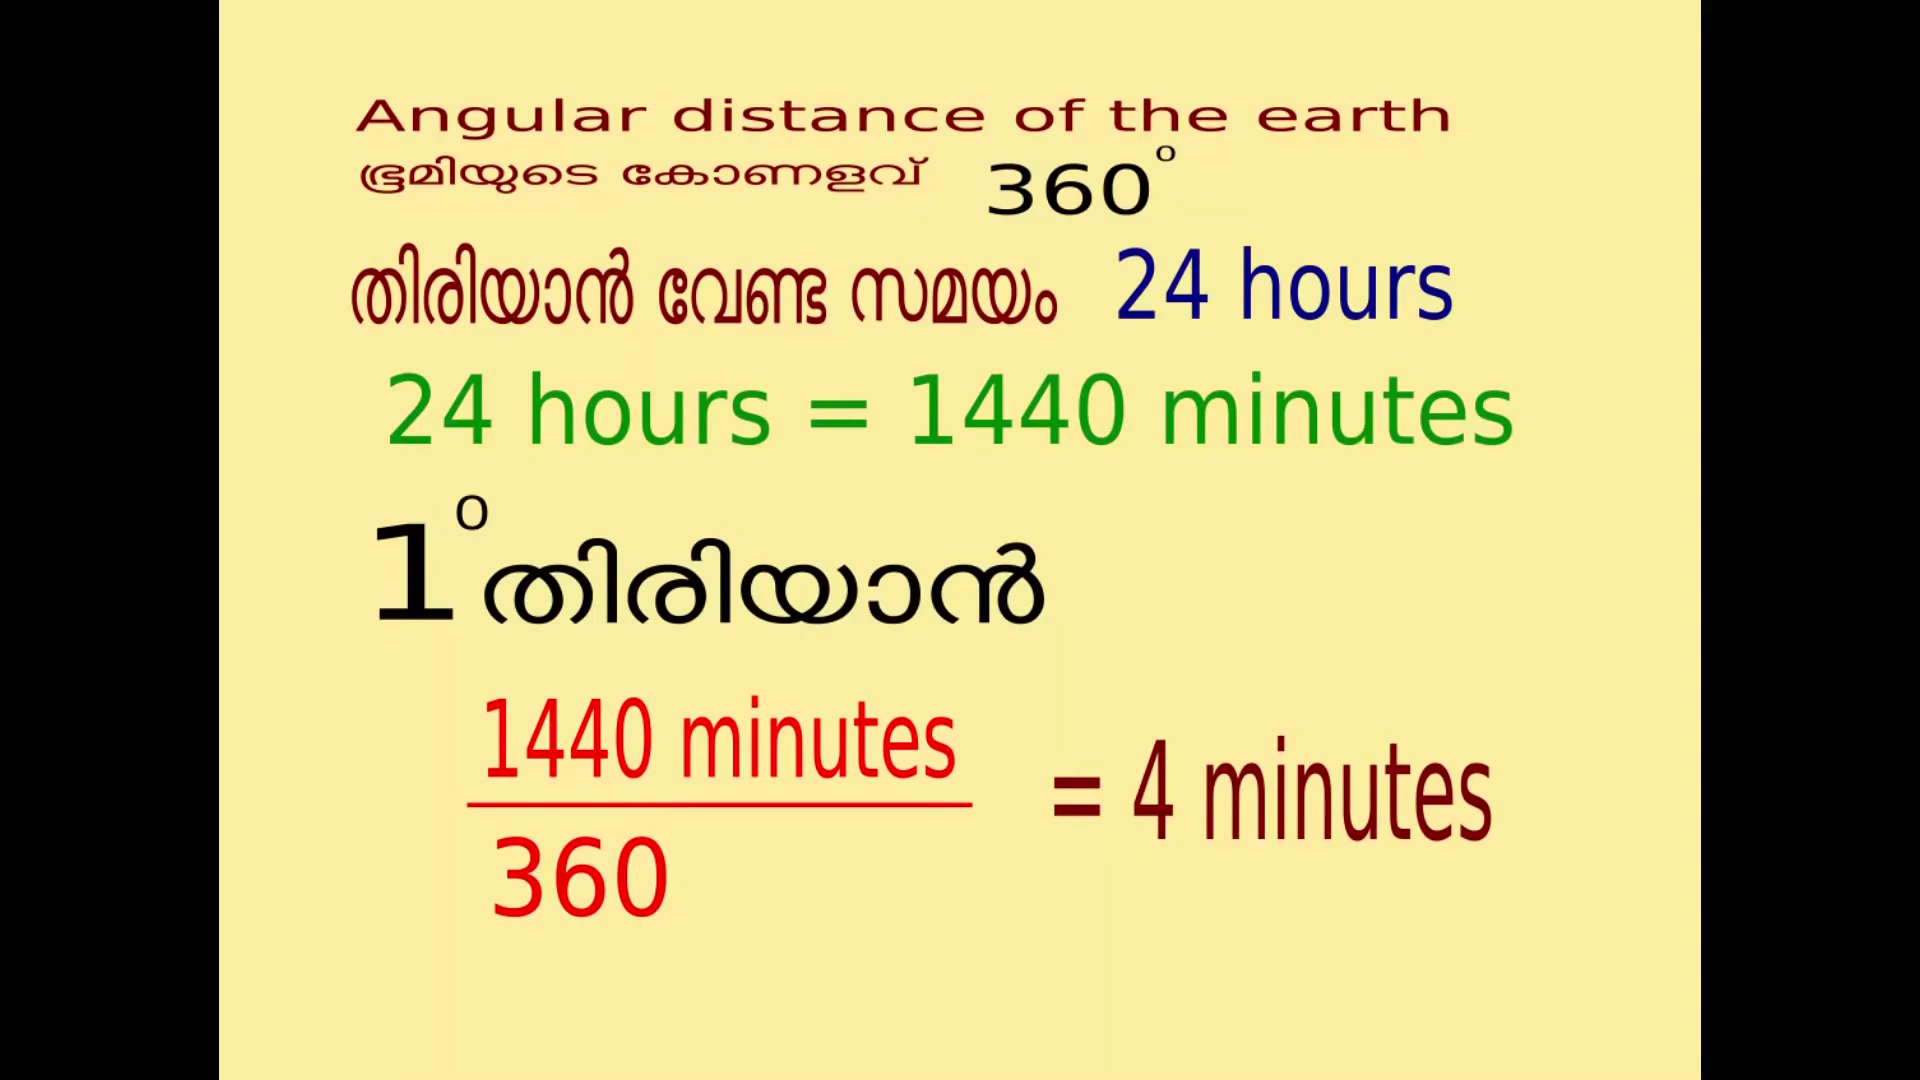 Angular distance of the earth
ഭൂമിയുടെ കോണളവ് 360°
തിരിയാൻ വേണ്ട സമയം 24 hours
24 hours = 1440 minutes
1° തിരിയാൻ
1440 minutes
= 4 minutes
360